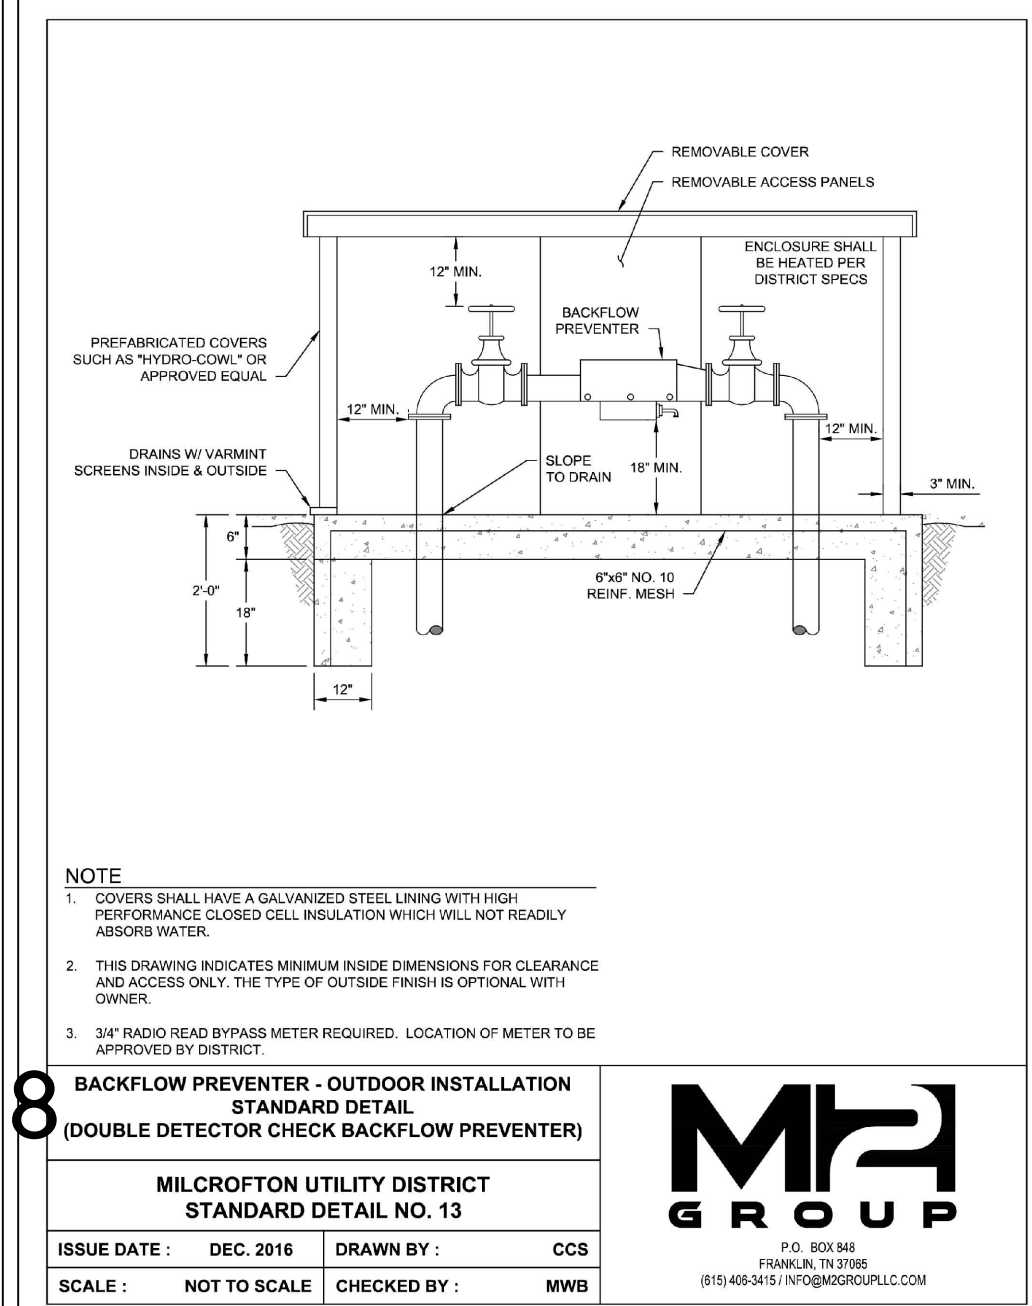 REMOVABLE COVER
REMOVABLE ACCESS PANELS
ENCLOSURE SHALL
BE HEATED PER
DISTRICT SPECS
12" MIN.
BACKFLOW
PREVENTER
PREFABRICATED COVERS
SUCH AS "HYDRO-COWL" OR
APPROVED EQUAL
12" MIN.
12" MIN.
DRAINS W/ VARMINT
SCREENS INSIDE & OUTSIDE
SLOPE
TO DRAIN
18" MIN.
3" MIN.
6"
2'-0"
18"
6"x6" NO. 10
REINF. MESH
12"
NOTE
1. COVERS SHALL HAVE A GALVANIZED STEEL LINING WITH HIGH
PERFORMANCE CLOSED CELL INSULATION WHICH WILL NOT READILY
ABSORB WATER.
2. THIS DRAWING INDICATES MINIMUM INSIDE DIMENSIONS FOR CLEARANCE
AND ACCESS ONLY. THE TYPE OF OUTSIDE FINISH IS OPTIONAL WITH
OWNER.
3. 3/4" RADIO READ BYPASS METER REQUIRED. LOCATION OF METER TO BE
APPROVED BY DISTRICT.
8
BACKFLOW PREVENTER - OUTDOOR INSTALLATION
STANDARD DETAIL
(DOUBLE DETECTOR CHECK BACKFLOW PREVENTER)
MILCROFTON UTILITY DISTRICT
STANDARD DETAIL NO. 13
ISSUE DATE : DEC. 2016 DRAWN BY : CCS
SCALE : NOT TO SCALE CHECKED BY : MWB
M2
GROUP
P.O. BOX 848
FRANKLIN, TN 37065
(615) 406-3415 / INFO@M2GROUPLLC.COM